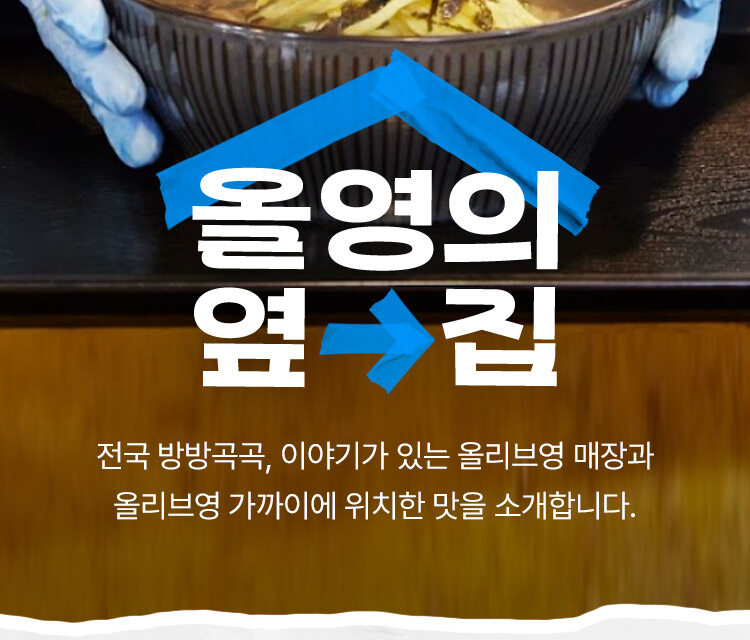 올영의
옆집
전국 방방곡곡, 이야기가 있는 올리브영 매장과
올리브영 가까이에 위치한 맛을 소개합니다.